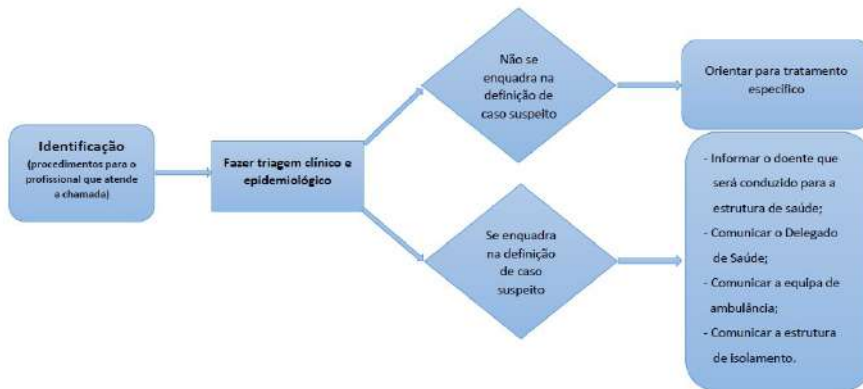 Identificação
(procedimentos para o
profissional que atende
a chamada)
Fazer triagem clínico e
epidemiológico
Não se
enquadra na
definição de
caso suspeito
Orientar para tratamento
específico
Se enquadra
na definição
de caso
suspeito
- Informar o doente que
será conduzido para a
estrutura de saúde;
- Comunicar o Delegado
de Saúde;
- Comunicar a equipa de
ambulância;
- Comunicar a estrutura
de isolamento.